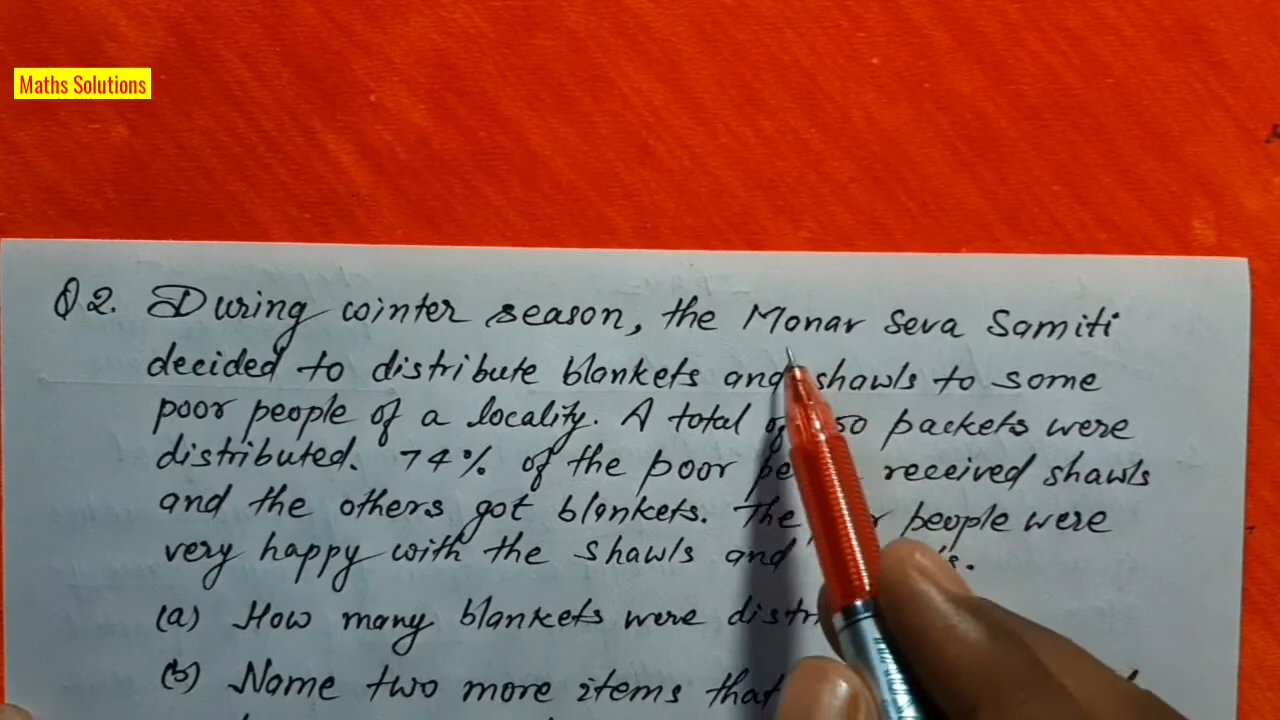 Maths Solutions
Q2. During winter season, the Monar Seva Samiti
decided to distribute blankets and shawls to some
poor people of a locality. A total 50 packets were
distributed. 74% of the poor received shawls
and the others got blankets. The people were
very happy with the shawls and
(a) How many blankets were
(b) Name two more items that